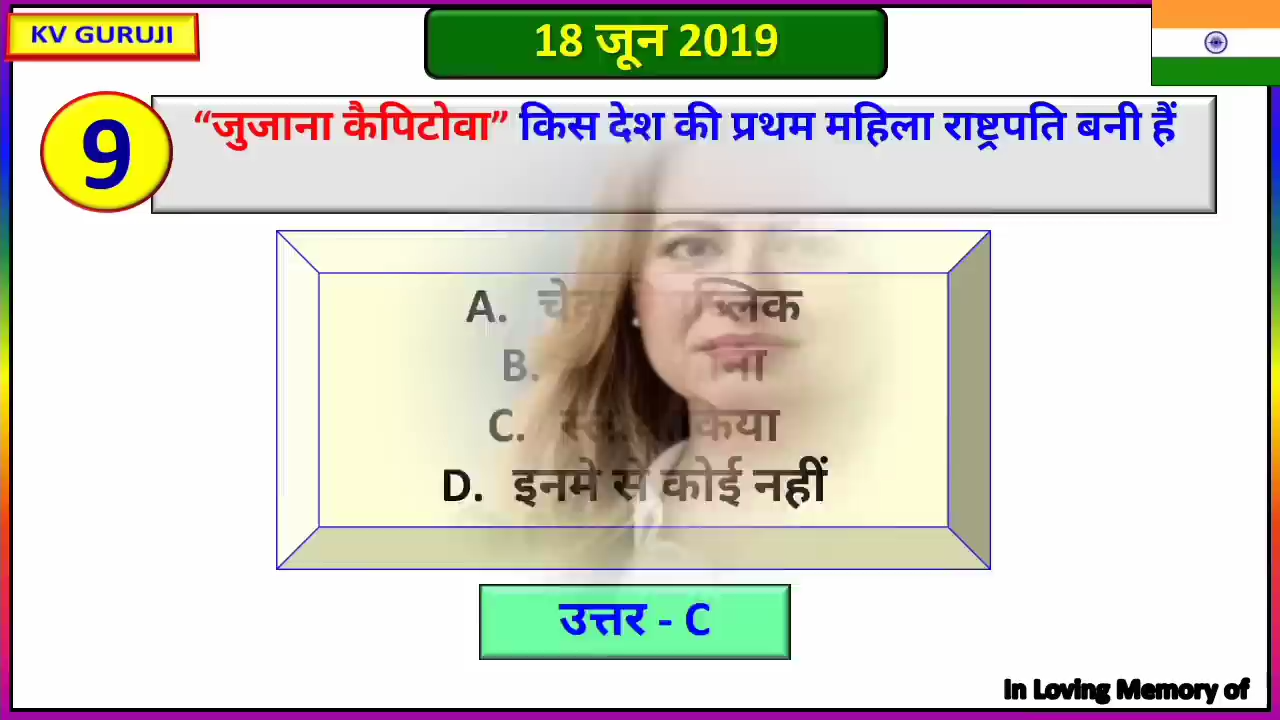 KV GURUJI
18 जून 2019
9
“जुजाना कैपिटोवा” किस देश की प्रथम महिला राष्ट्रपति बनी हैं
A.
B.
C.
D. इनमे से कोई नहीं
उत्तर - C
In Loving Memory of